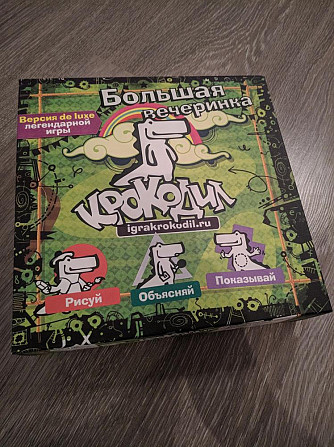 Большая
вечеринка
Версия de luxe
легендарной
игры
КРОКОДИЛ
igrakrokodil.ru
Рисуй
Объясняй
Показывай